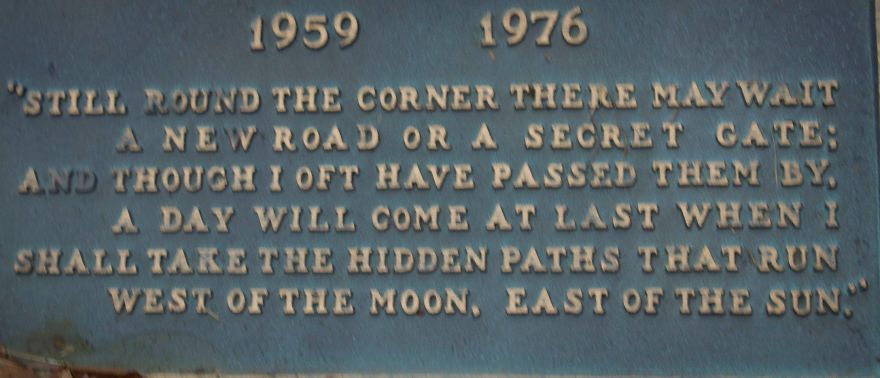 1959 1976
"STILL ROUND THE CORNER THERE MAY WAIT
A NEW ROAD OR A SECRET GATE;
AND THOUGH I OFT HAVE PASSED THEM BY,
A DAY WILL COME AT LAST WHEN I
SHALL TAKE THE HIDDEN PATHS THAT RUN
WEST OF THE MOON, EAST OF THE SUN."